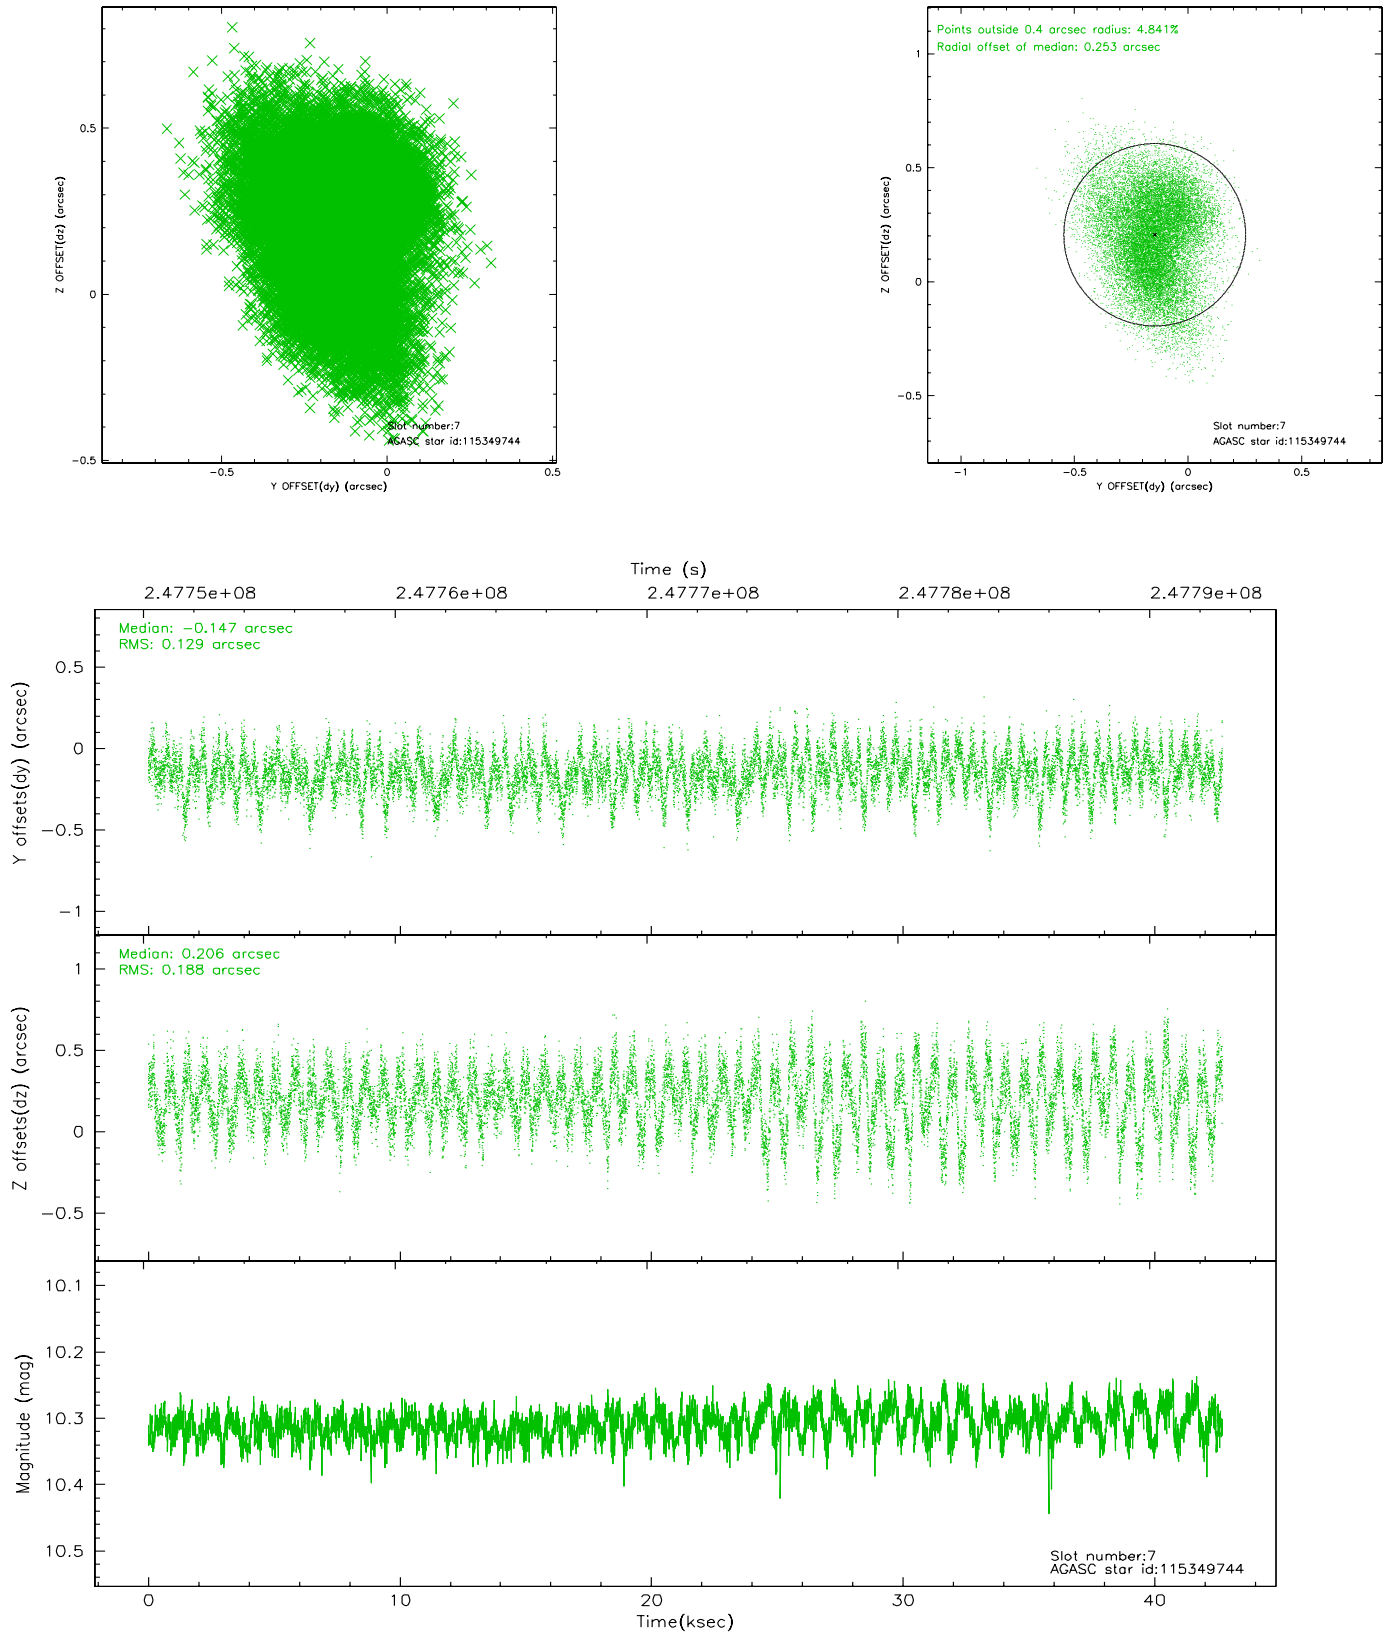 0.5
0
−0.5
Z OFFSET(dz) (arcsec)
−0.5
0
0.5
Y OFFSET(dy) (arcsec)
Slot number:7
AGASC star id:115349744
Points outside 0.4 arcsec radius: 4.841%
Radial offset of median: 0.253 arcsec
1
0.5
0
−0.5
Z OFFSET(dz) (arcsec)
−1
−0.5
0
0.5
Y OFFSET(dy) (arcsec)
Slot number:7
AGASC star id:115349744
Time (s)
2.4775e+08
2.4776e+08
2.4777e+08
2.4778e+08
2.4779e+08
Median: −0.147 arcsec
RMS: 0.129 arcsec
0.5
0
−0.5
−1
Y offsets(dy) (arcsec)
Median: 0.206 arcsec
RMS: 0.188 arcsec
1
0.5
0
−0.5
Z offsets(dz) (arcsec)
10.1
10.2
10.3
10.4
10.5
Magnitude (mag)
Slot number:7
AGASC star id:115349744
0
10
20
30
40
Time(ksec)